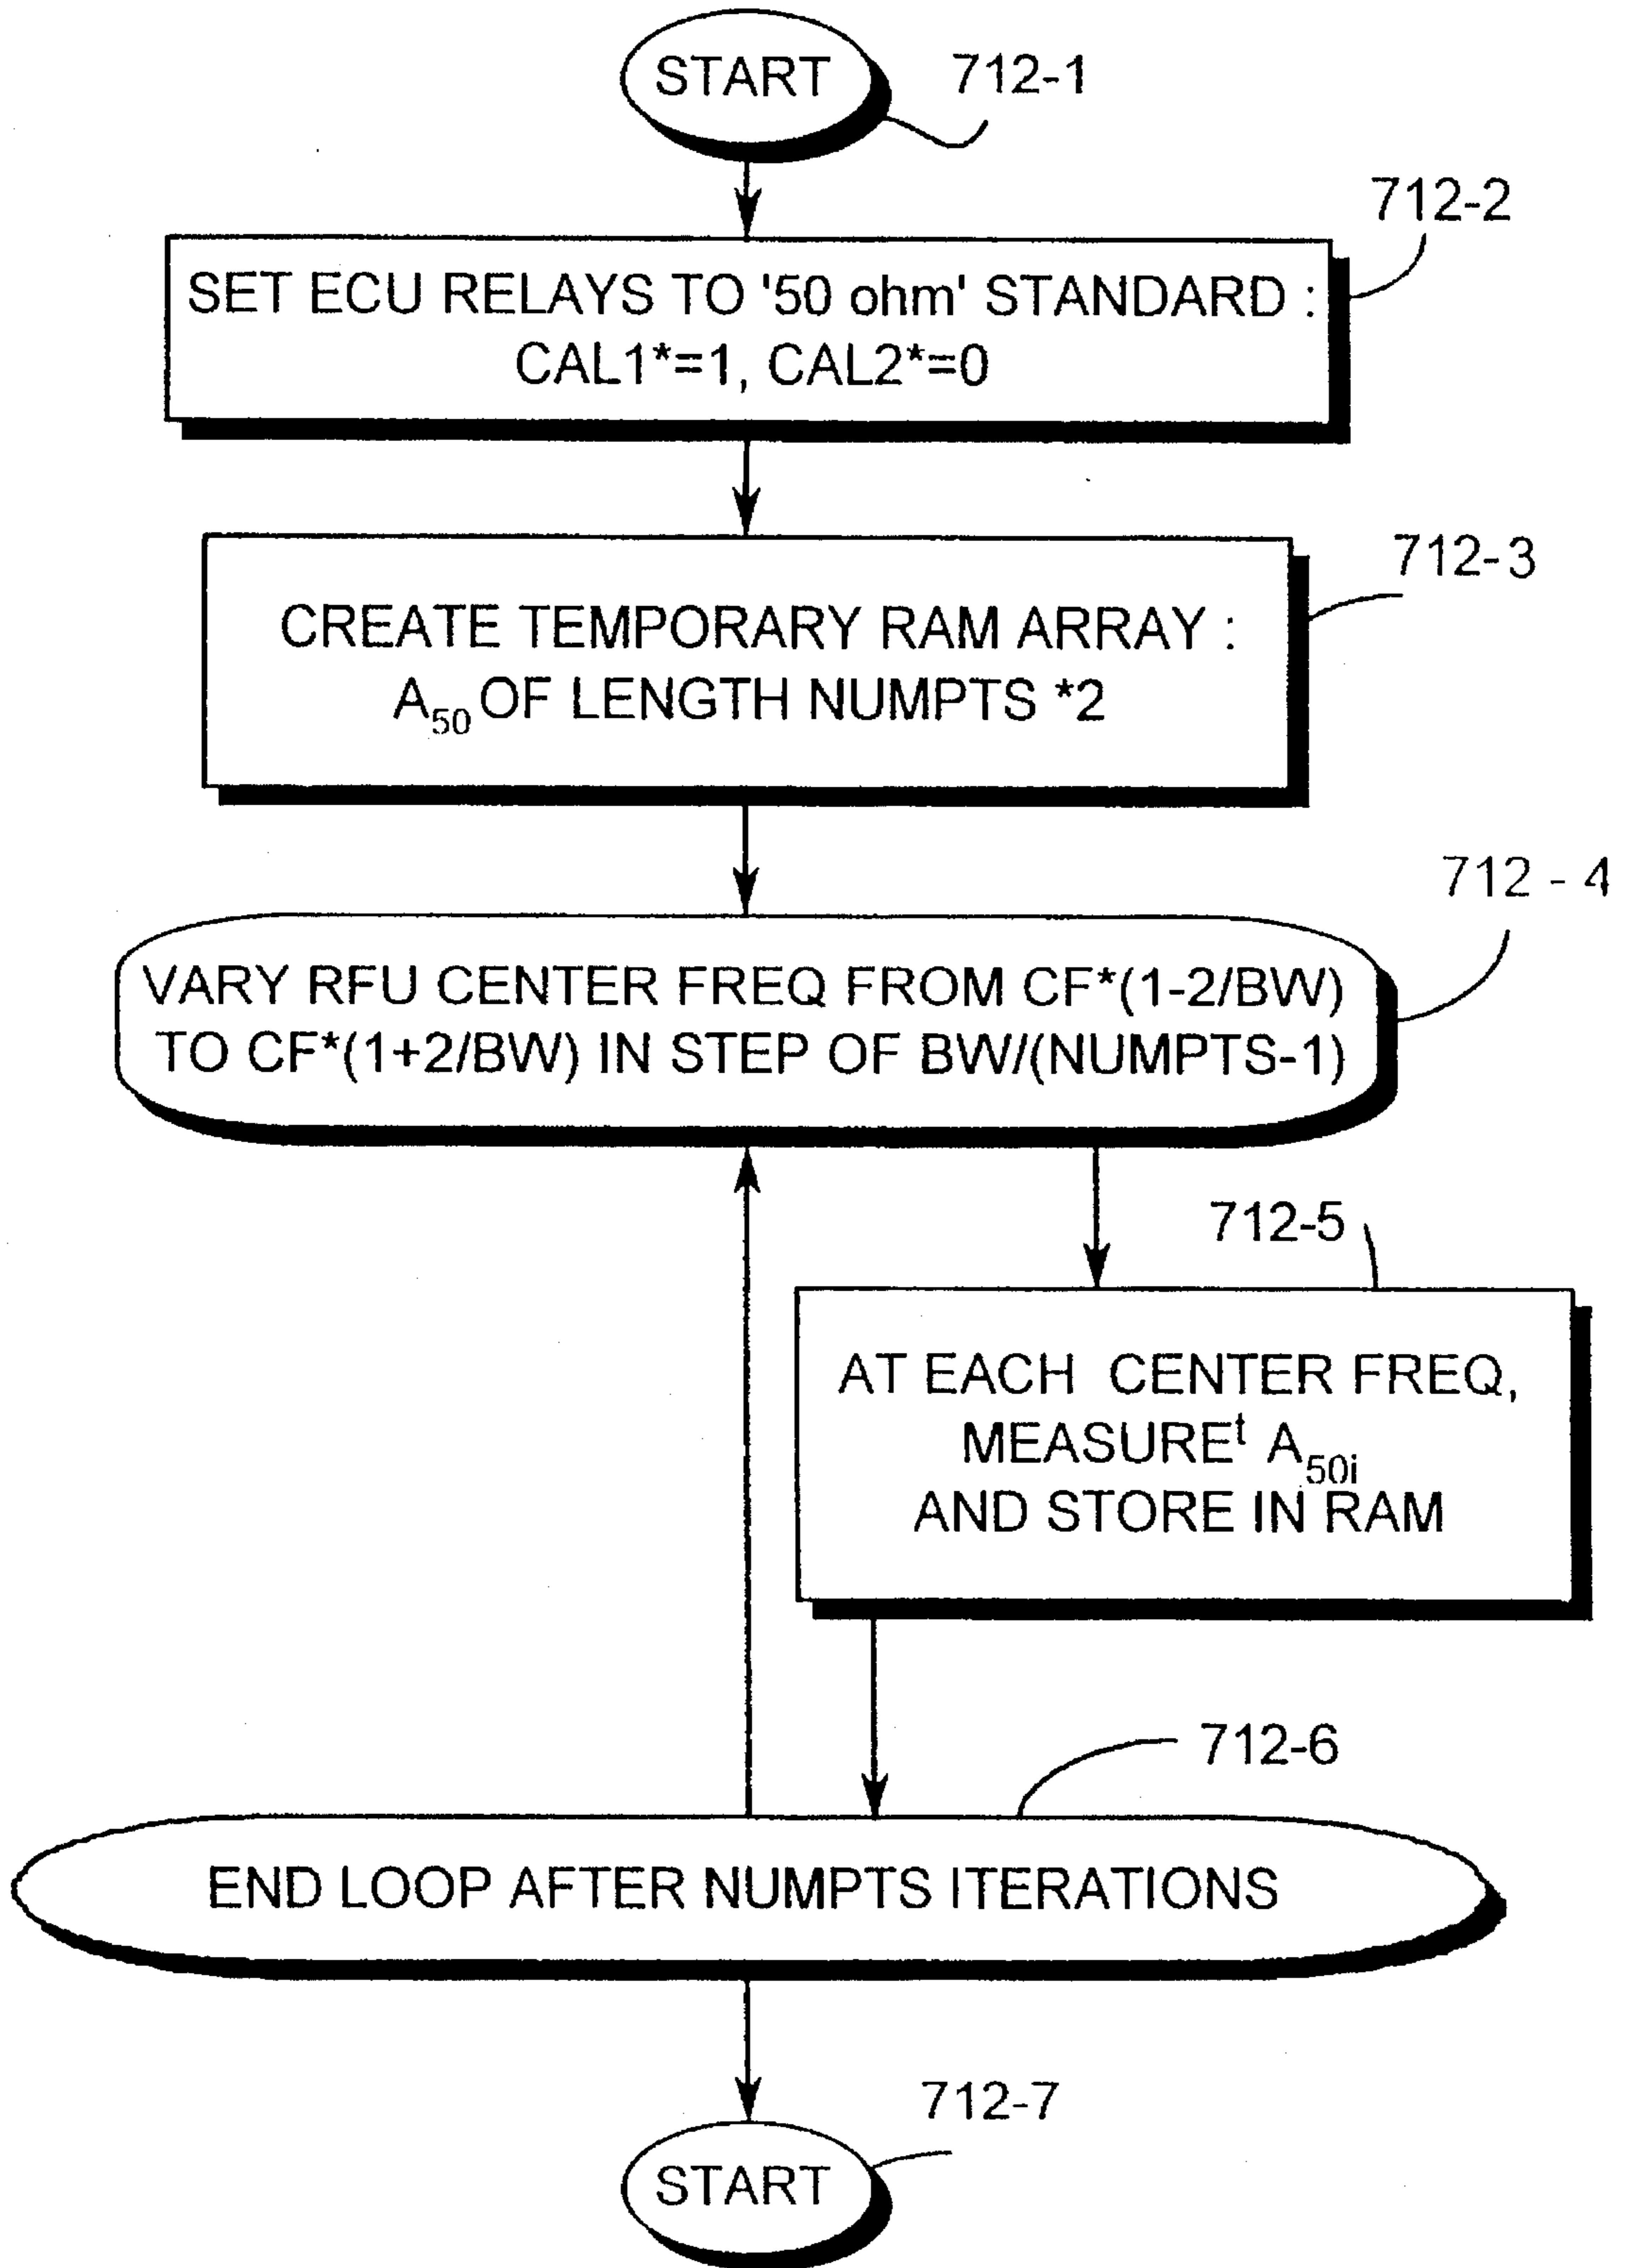 START
712-1
712-2
SET ECU RELAYS TO '50 ohm' STANDARD :
CAL1*=1, CAL2*=0
712-3
CREATE TEMPORARY RAM ARRAY :
A50 OF LENGTH NUMPTS *2
712 - 4
VARY RFU CENTER FREQ FROM CF*(1-2/BW)
TO CF*(1+2/BW) IN STEP OF BW/(NUMPTS-1)
712-5
AT EACH CENTER FREQ,
MEASUREt A50i
AND STORE IN RAM
712-6
END LOOP AFTER NUMPTS ITERATIONS
712-7
START